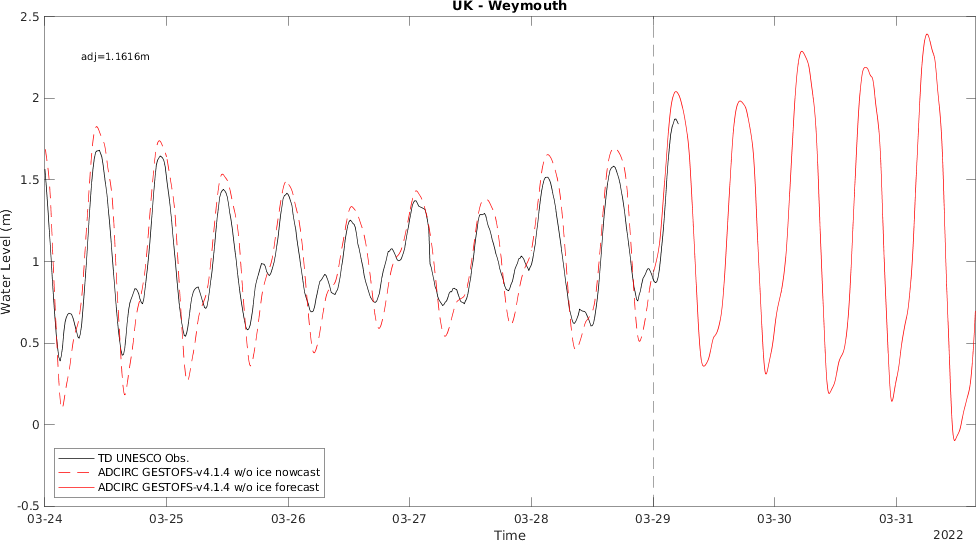 UK - Weymouth
adj=1.1616m
2.5
2
1.5
1
0.5
0
-0.5
Water Level (m)
TD UNESCO Obs.
ADCIRC GESTOFS-v4.1.4 w/o ice nowcast
ADCIRC GESTOFS-v4.1.4 w/o ice forecast
03-24 03-25 03-26 03-27 03-28 03-29 03-30 03-31
Time
2022